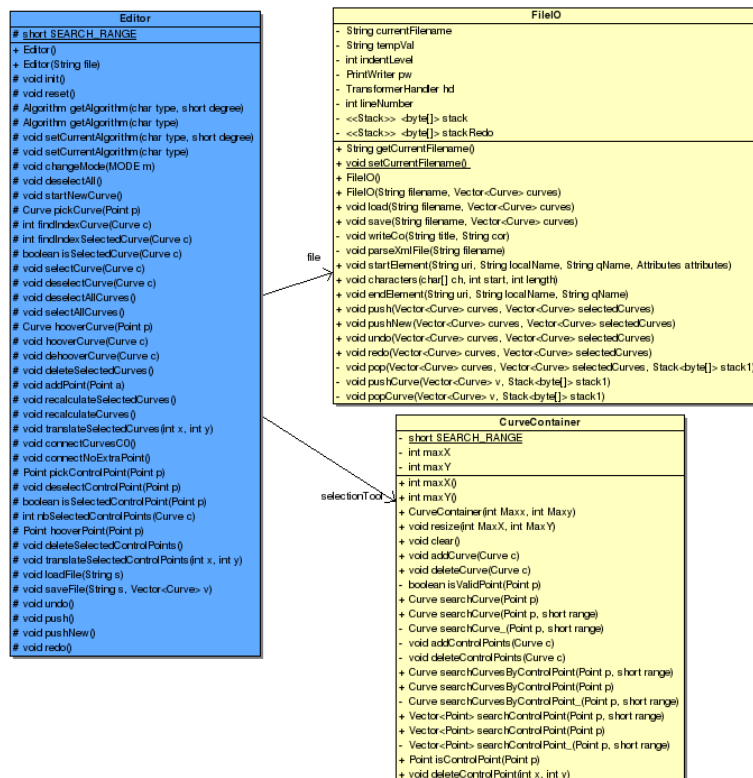 Editor
# short SEARCH_RANGE
+ Editor()
+ Editor(String file)
# void init()
# void reset()
# Algorithm getAlgorithm(char type, short degree)
# Algorithm getAlgorithm(char type)
# void setCurrentAlgorithm(char type, short degree)
# void setCurrentAlgorithm(char type)
# void changeMode(MODE m)
# void deselectAll()
# void startNewCurve()
# Curve pickCurve(Point p)
# int findIndexCurve(Curve c)
# int findIndexSelectedCurve(Curve c)
# boolean isSelectedCurve(Curve c)
# void selectCurve(Curve c)
# void deselectCurve(Curve c)
# void deselectAllCurves()
# void selectAllCurves()
# Curve hooverCurve(Point p)
# void hooverCurve(Curve c)
# void dehooverCurve(Curve c)
# void deleteSelectedCurves()
# void addPoint(Point a)
# void recalculateSelectedCurves()
# void recalculateCurves()
# void translateSelectedCurves(int x, int y)
# void connectCurvesC0()
# void connectNoExtraPoint()
# Point pickControlPoint(Point p)
# void deselectControlPoint(Point p)
# boolean isSelectedControlPoint(Point p)
# int nbSelectedControlPoints(Curve c)
# Point hooverPoint(Point p)
# void deleteSelectedControlPoints()
# void translateSelectedControlPoints(int x, int y)
# void loadFile(String s)
# void saveFile(String s, Vector<Curve> v)
# void undo()
# void push()
# void pushNew()
# void redo()
file
selectionTool
FileIO
- String currentFilename
- String tempVal
- int indentLevel
- PrintWriter pw
- TransformerHandler hd
- int lineNumber
- <<Stack>> <byte[]> stack
- <<Stack>> <byte[]> stackRedo
+ String getCurrentFilename()
+ void setCurrentFilename()
+ FileIO()
+ FileIO(String filename, Vector<Curve> curves)
+ void load(String filename, Vector<Curve> curves)
+ void save(String filename, Vector<Curve> curves)
- void writeCo(String title, String cor)
- void parseXmlFile(String filename)
+ void startElement(String uri, String localName, String qName, Attributes attributes)
+ void characters(char[] ch, int start, int length)
+ void endElement(String uri, String localName, String qName)
+ void push(Vector<Curve> curves, Vector<Curve> selectedCurves)
+ void pushNew(Vector<Curve> curves, Vector<Curve> selectedCurves)
+ void undo(Vector<Curve> curves, Vector<Curve> selectedCurves)
+ void redo(Vector<Curve> curves, Vector<Curve> selectedCurves)
- void pop(Vector<Curve> curves, Vector<Curve> selectedCurves, Stack<byte[]> stack1)
- void pushCurve(Vector<Curve> v, Stack<byte[]> stack1)
- void popCurve(Vector<Curve> v, Stack<byte[]> stack1)
CurveContainer
- short SEARCH_RANGE
- int maxX
- int maxY
+ int maxX()
+ int maxY()
+ CurveContainer(int Maxx, int Maxy)
+ void resize(int MaxX, int MaxY)
+ void clear()
+ void addCurve(Curve c)
+ void deleteCurve(Curve c)
- boolean isValidPoint(Point p)
+ Curve searchCurve(Point p)
+ Curve searchCurve(Point p, short range)
- Curve searchCurve_(Point p, short range)
- void addControlPoints(Curve c)
- void deleteControlPoints(Curve c)
+ Curve searchCurvesByControlPoint(Point p, short range)
+ Curve searchCurvesByControlPoint(Point p)
- Curve searchCurvesByControlPoint_(Point p, short range)
+ Vector<Point> searchControlPoint(Point p, short range)
+ Vector<Point> searchControlPoint(Point p)
- Vector<Point> searchControlPoint_(Point p, short range)
+ Point isControlPoint(Point p)
+ void deleteControlPoint(int x, int y)